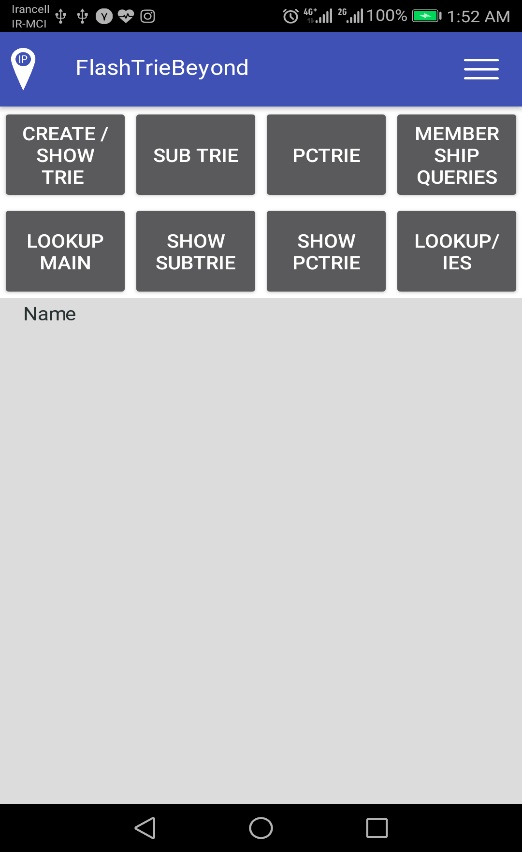 Irancell
IR-MCI
Y
4G+
2G
100%
1:52 AM
IP
FlashTrieBeyond
CREATE /
SHOW
TRIE
SUB TRIE
PCTRIE
MEMBER
SHIP
QUERIES
LOOKUP
MAIN
SHOW
SUBTRIE
SHOW
PCTRIE
LOOKUP/
IES
Name